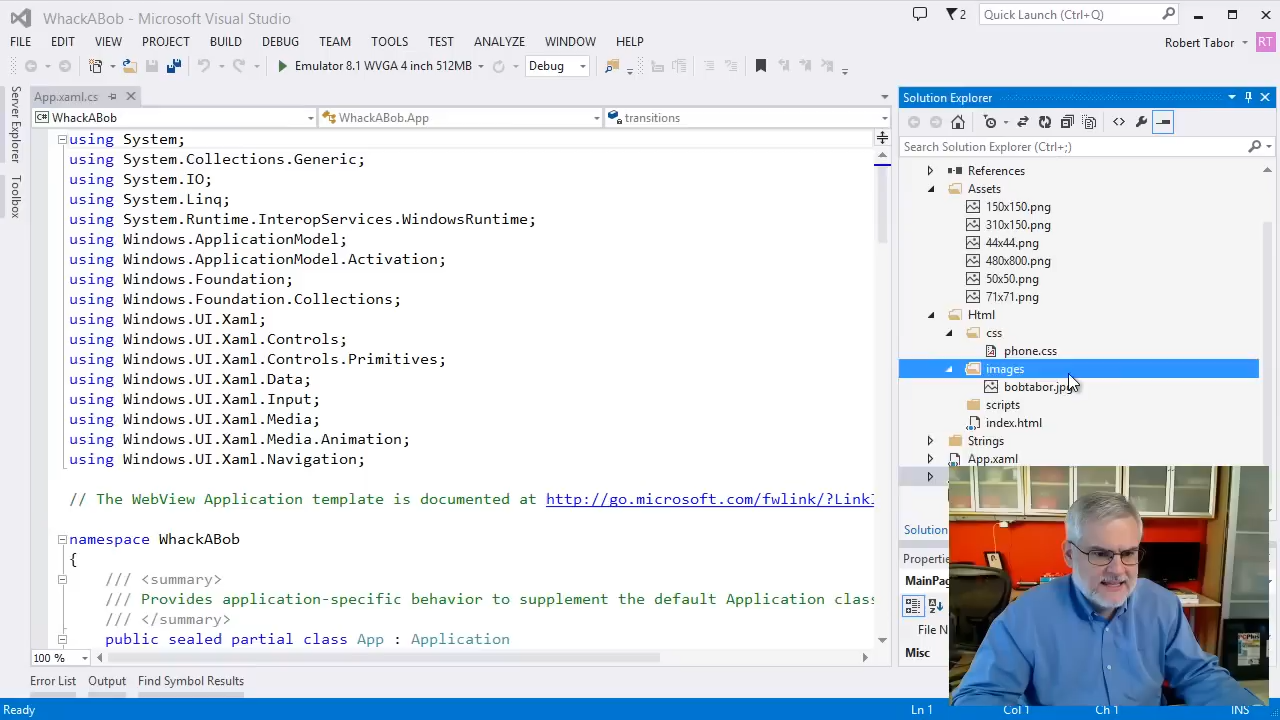 WhackABob - Microsoft Visual Studio
2
Quick Launch (Ctrl+Q)
FILE EDIT VIEW PROJECT BUILD DEBUG TEAM TOOLS TEST ANALYZE WINDOW HELP
Robert Tabor
RT
Emulator 8.1 WVGA 4 inch 512MB
Debug
Server Explorer
Toolbox
App.xaml.cs
WhackABob
WhackABob.App
transitions
using System;
using System.Collections.Generic;
using System.IO;
using System.Linq;
using System.Runtime.InteropServices.WindowsRuntime;
using Windows.ApplicationModel;
using Windows.ApplicationModel.Activation;
using Windows.Foundation;
using Windows.Foundation.Collections;
using Windows.UI.Xaml;
using Windows.UI.Xaml.Controls;
using Windows.UI.Xaml.Controls.Primitives;
using Windows.UI.Xaml.Data;
using Windows.UI.Xaml.Input;
using Windows.UI.Xaml.Media;
using Windows.UI.Xaml.Media.Animation;
using Windows.UI.Xaml.Navigation;
// The WebView Application template is documented at http://go.microsoft.com/fwlink/?LinkI
namespace WhackABob
{
/// <summary>
/// Provides application-specific behavior to supplement the default Application clas
/// </summary>
public sealed partial class App : Application
100 %
Error List Output Find Symbol Results
Solution Explorer
Search Solution Explorer (Ctrl+;)
References
Assets
150x150.png
310x150.png
44x44.png
480x800.png
50x50.png
71x71.png
Html
css
phone.css
images
bobtabor.jpg
scripts
index.html
Strings
App.xaml
Solution
Properties
MainPag
File N
Misc
Ready
Ln 1
Col 1
Ch 1
INS